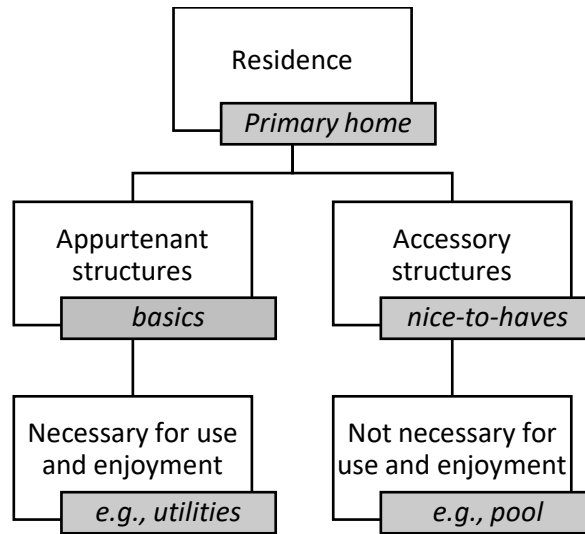 Residence
Primary home
Appurtenant
structures
basics
Accessory
structures
nice-to-haves
Necessary for use
and enjoyment
e.g., utilities
Not necessary for
use and enjoyment
e.g., pool